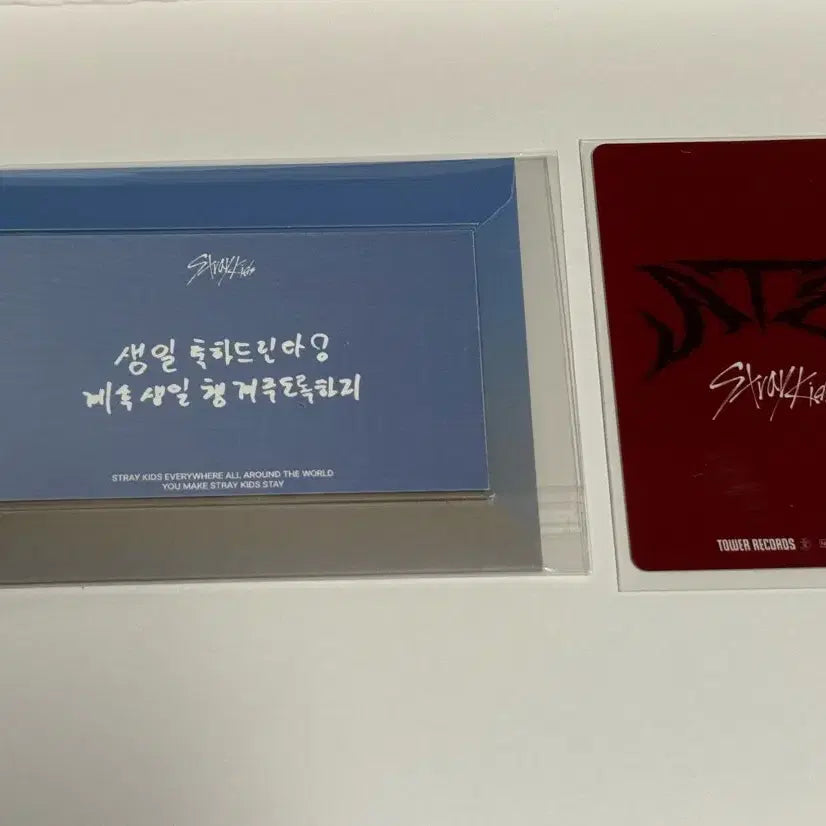 Stray Kids
생일 축하드린다!
계속 생일 챙겨주도록하리
STRAY KIDS EVERYWHERE ALL AROUND THE WORLD
YOU MAKE STRAY KIDS STAY
ATE
Stray Kids
TOWER RECORDS